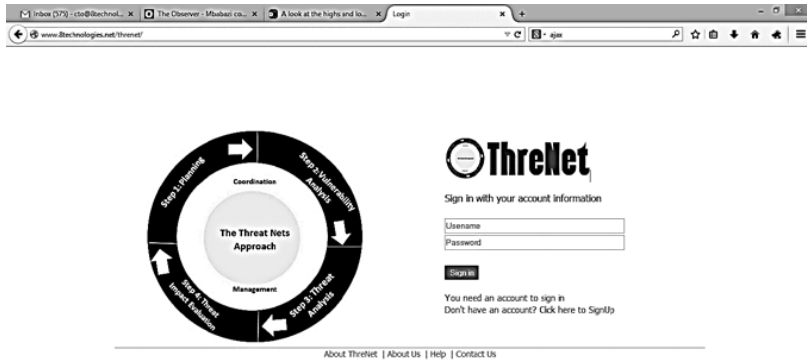 Inbox (575) - cto@8technol... × The Observer - Mbabazi co... × A look at the highs and lo... × Login × +
www.8technologies.net/threnet/ ajax
Step 1: Planning
Step 2: Vulnerability
Analysis
Coordination
The Threat Nets
Approach
Management
Step 4: Threat
Impact Evaluation
Step 3: Threat
Analysis
ThreNet
Sign in with your account information
Usename
Password
Sign in
You need an account to sign in
Don't have an account? Click here to SignUp
About ThreNet | About Us | Help | Contact Us